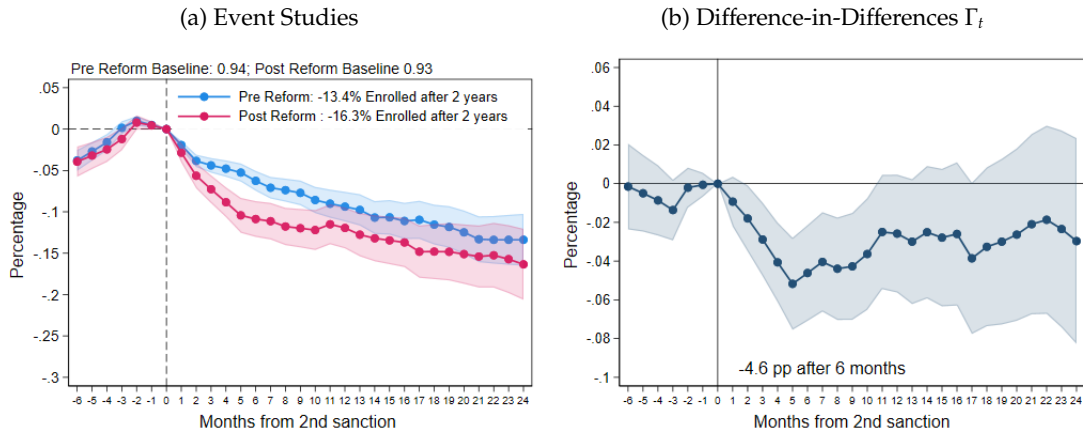 (a) Event Studies
Pre Reform Baseline: 0.94; Post Reform Baseline 0.93
Pre Reform: -13.4% Enrolled after 2 years
Post Reform : -16.3% Enrolled after 2 years
Percentage
.05
0
-.05
-.1
-.15
-.2
-.25
-.3
-6 -5 -4 -3 -2 -1 0 1 2 3 4 5 6 7 8 9 10 11 12 13 14 15 16 17 18 19 20 21 22 23 24
Months from 2nd sanction
(b) Difference-in-Differences Γt
Percentage
.06
0.04
0.02
0
-0.02
-0.04
-0.06
-0.08
-.1
-4.6 pp after 6 months
-6 -5 -4 -3 -2 -1 0 1 2 3 4 5 6 7 8 9 10 11 12 13 14 15 16 17 18 19 20 21 22 23 24
Months from 2nd sanction